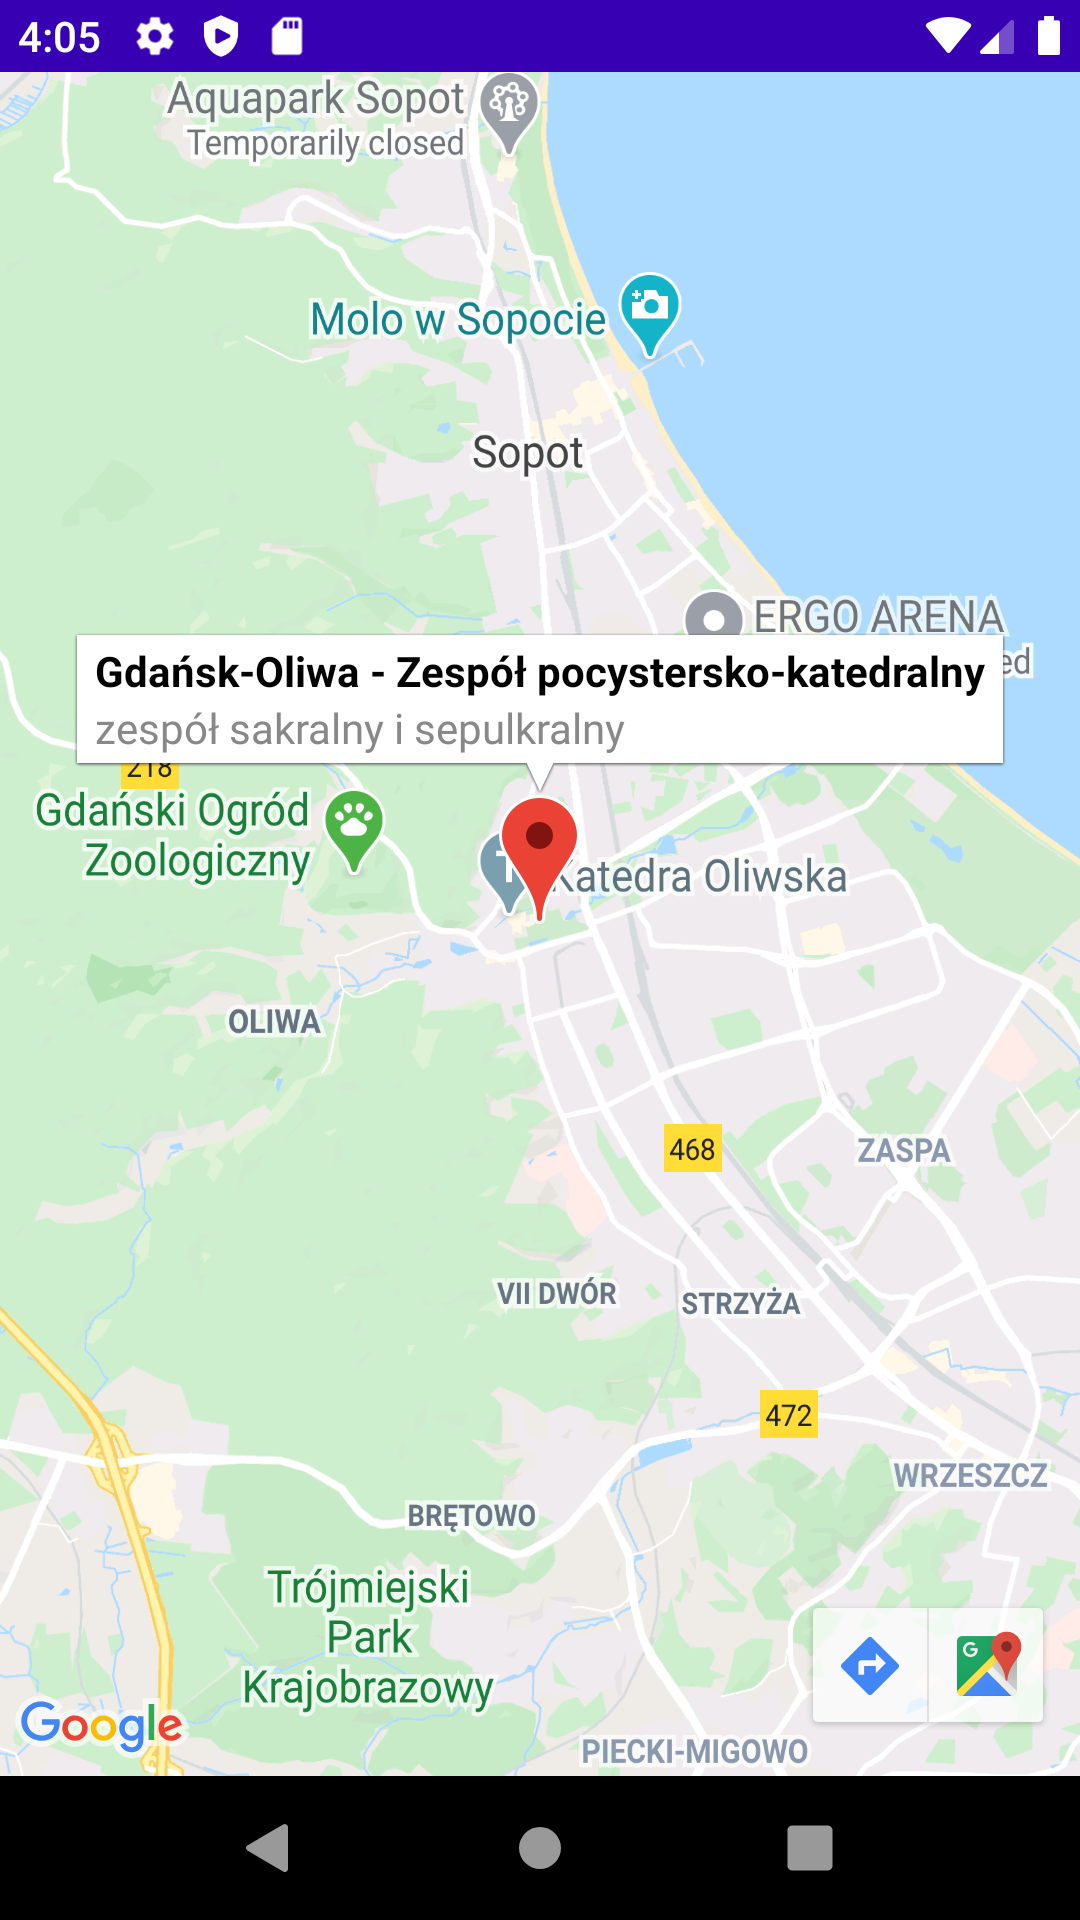 4:05
Aquapark Sopot
Temporarily closed
Molo w Sopocie
Sopot
ERGO ARENA
Gdańsk-Oliwa - Zespół pocystersko-katedralny
zespół sakralny i sepulkralny
218
Gdański Ogród
Zoologiczny
Katedra Oliwska
OLIWA
468
ZASPA
VII DWÓR
STRZYŻA
472
WRZESZCZ
BRĘTOWO
Trójmiejski
Park
Krajobrazowy
G
Google
PIECKI-MIGOWO